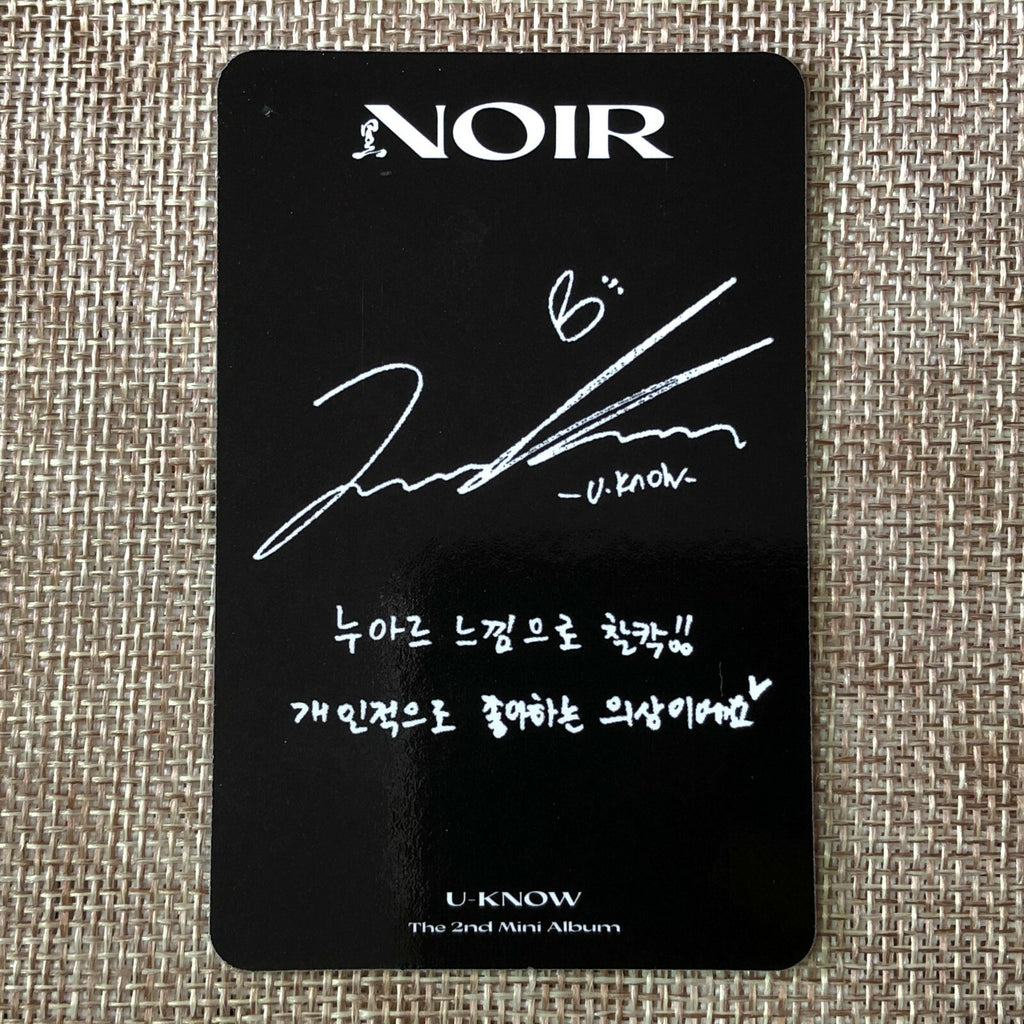 NOIR
-U-KNOW-
누아르 느낌으로 찰칵!!
개인적으로 좋아하는 의상이에요
U-KNOW
The 2nd Mini Album